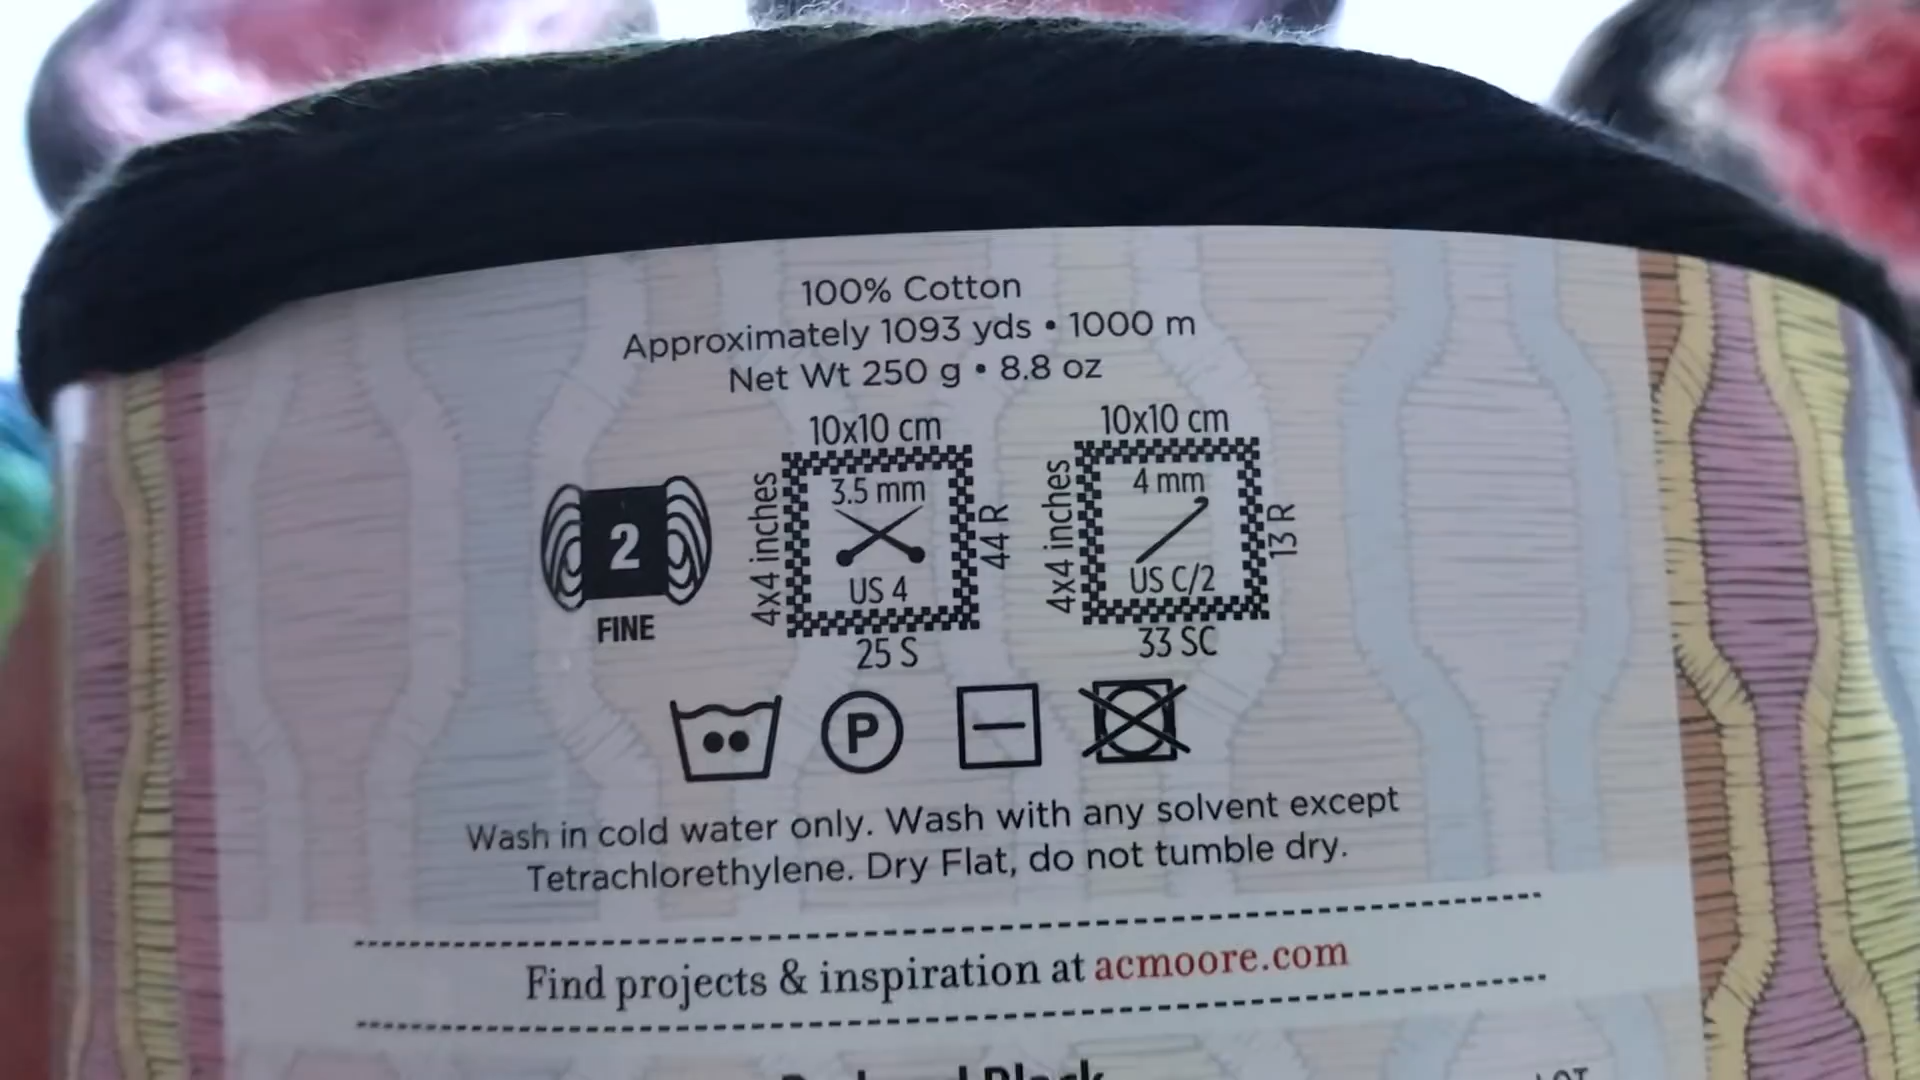 100% Cotton
Approximately 1093 yds • 1000 m
Net Wt 250 g • 8.8 oz
10x10 cm
4x4 inches
3.5 mm
US 4
44 R
25 S
10x10 cm
4x4 inches
4 mm
US C/2
13 R
33 SC
2
FINE
P
Wash in cold water only. Wash with any solvent except
Tetrachlorethylene. Dry Flat, do not tumble dry.
Find projects & inspiration at acmoore.com